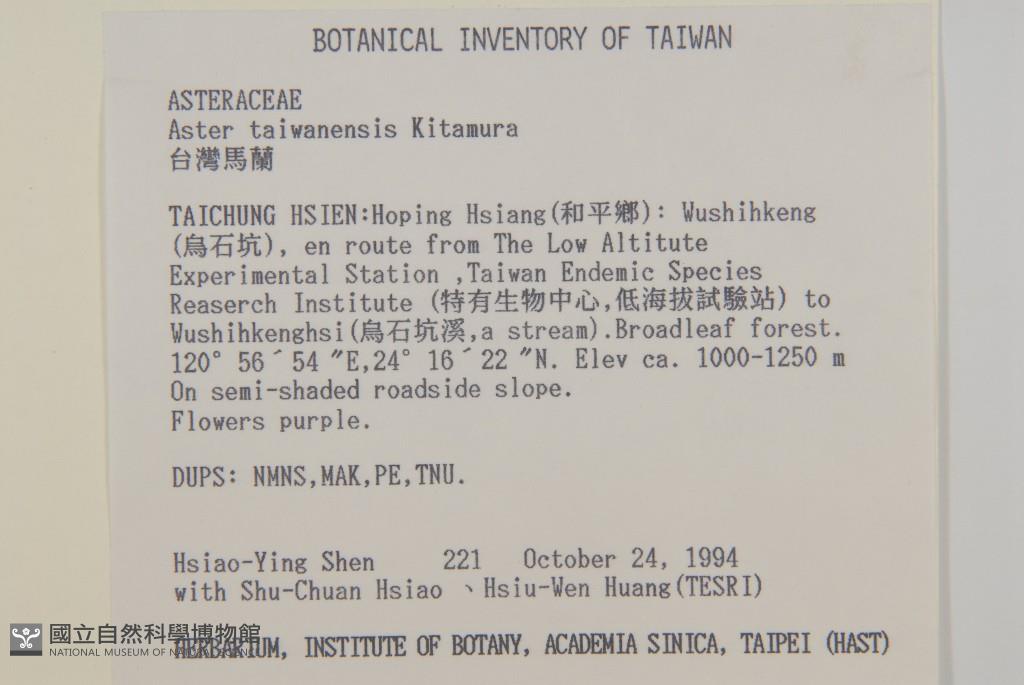 BOTANICAL INVENTORY OF TAIWAN
ASTERACEAE
Aster taiwanensis Kitamura
台灣馬蘭
TAICHUNG HSIEN:Hoping Hsiang(和平鄉): Wushihkeng
(烏石坑), en route from The Low Altitute
Experimental Station ,Taiwan Endemic Species
Reaserch Institute (特有生物中心,低海拔試驗站) to
Wushihkenghsi(烏石坑溪,a stream).Broadleaf forest.
120° 56 ˊ 54 ″E,24° 16 ˊ 22 ″N. Elev ca. 1000-1250 m
On semi-shaded roadside slope.
Flowers purple.
DUPS: NMNS,MAK,PE,TNU.
Hsiao-Ying Shen 221 October 24, 1994
with Shu-Chuan Hsiao 、Hsiu-Wen Huang(TESRI)
HERBARIUM, INSTITUTE OF BOTANY, ACADEMIA SINICA, TAIPEI (HAST)
國立自然科學博物館
NATIONAL MUSEUM OF NATURAL SCIENCE